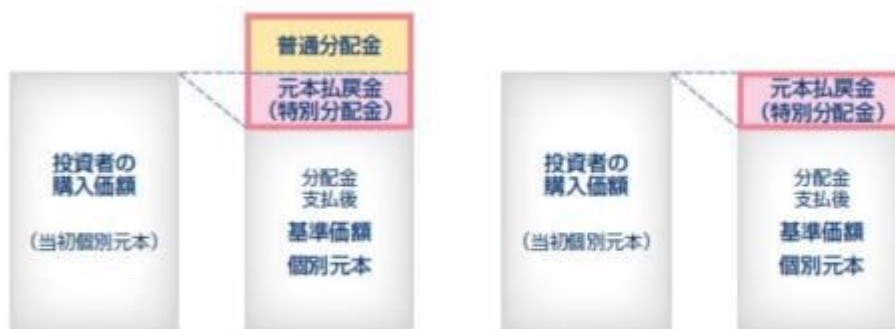 普通分配金
元本払戻金
（特別分配金）
投資者の
購入価額
（当初個別元本）
分配金
支払後
基準価額
個別元本
元本払戻金
（特別分配金）
投資者の
購入価額
（当初個別元本）
分配金
支払後
基準価額
個別元本